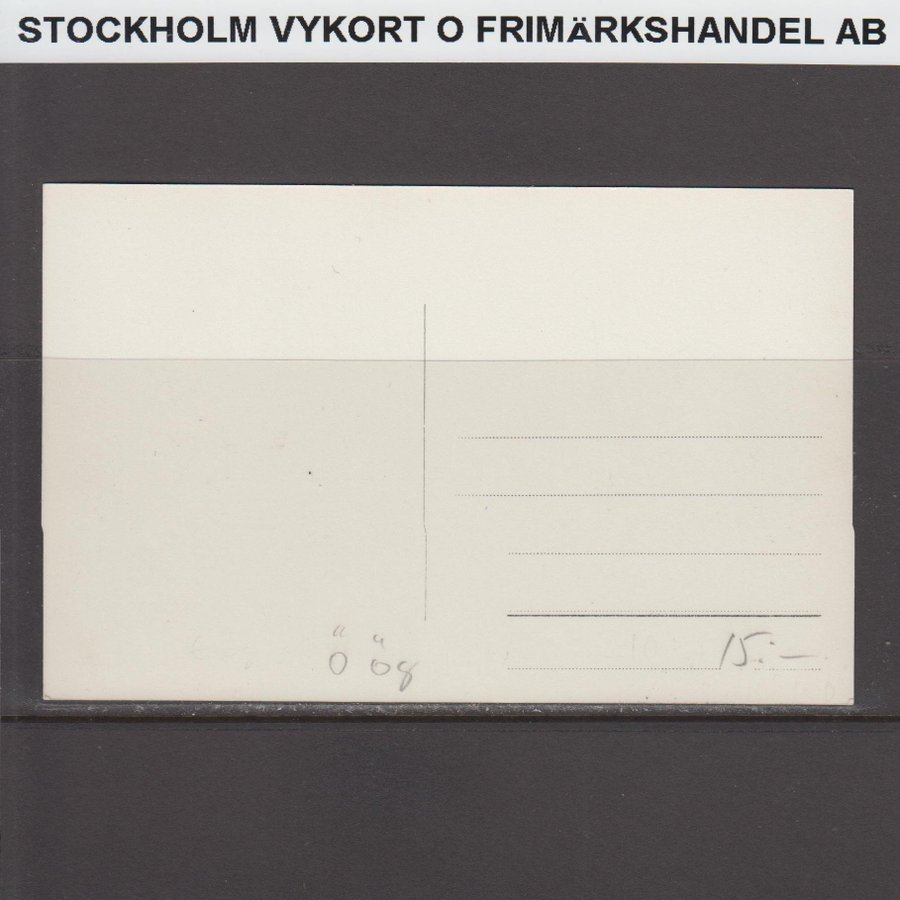 STOCKHOLM VYKORT O FRIMÄRKSHANDEL AB
Ö Ög 15:-